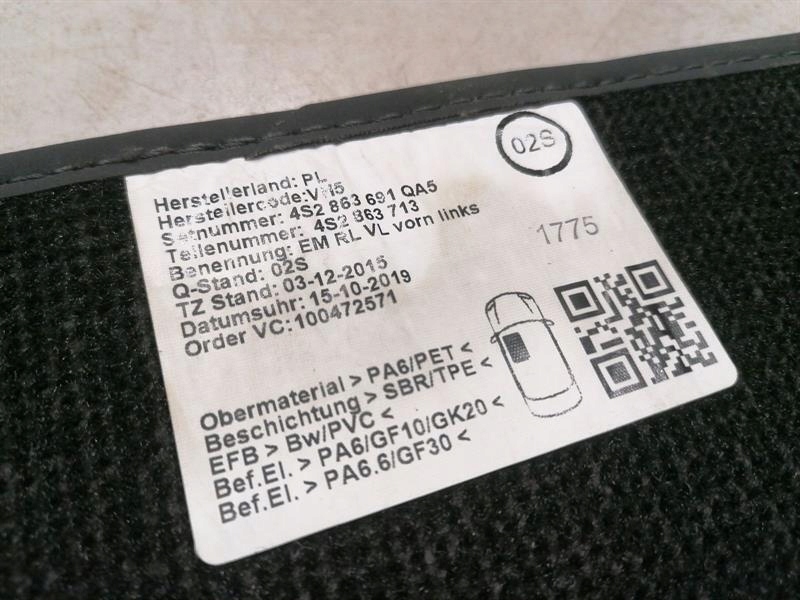 02S
Herstellerland: PL
Herstellercode:VH5
Setnummer: 4S2 863 691 QA5
Teilenummer: 4S2 863 713
Benennung: EM RL VL vorn links
Q-Stand: 02S
TZ Stand: 03-12-2015
Datumsuhr: 15-10-2019
Order VC:100472571
1775
Obermaterial > PA6/PET <
Beschichtung > SBR/TPE <
EFB > Bw/PVC <
Bef.El. > PA6/GF10/GK20 <
Bef.El. > PA6.6/GF30 <